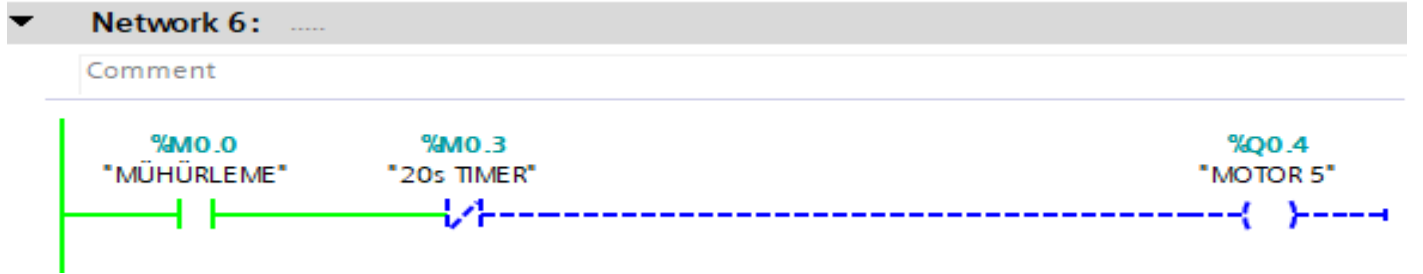 Network 6: .....
Comment
%M0.0 %M0.3 %Q0.4
"MÜHÜRLEME" "20s TIMER" "MOTOR 5"